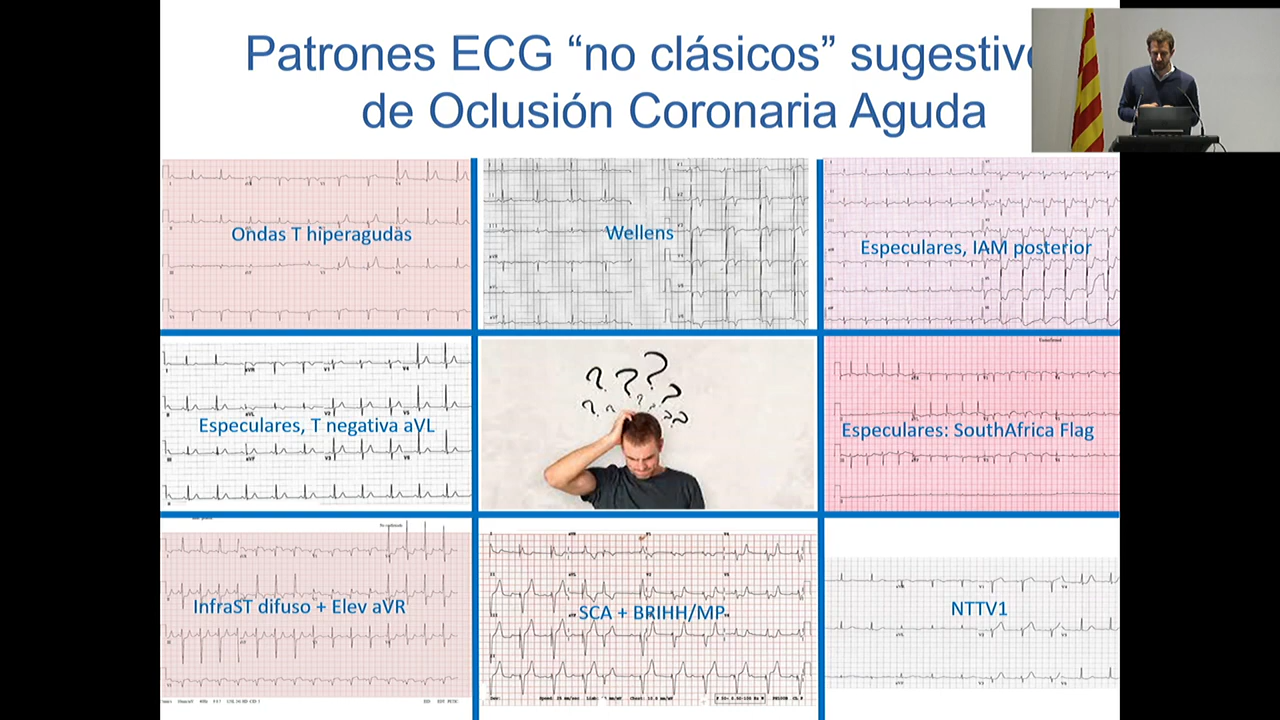 Patrones ECG “no clásicos” sugestivo
de Oclusión Coronaria Aguda
Ondas T hiperagudas
Wellens
Especulares, IAM posterior
Especulares, T negativa aVL
? ? ?
Especulares: SouthAfrica Flag
InfraST difuso + Elev aVR
SCA + BRIHH/MP
NTTV1